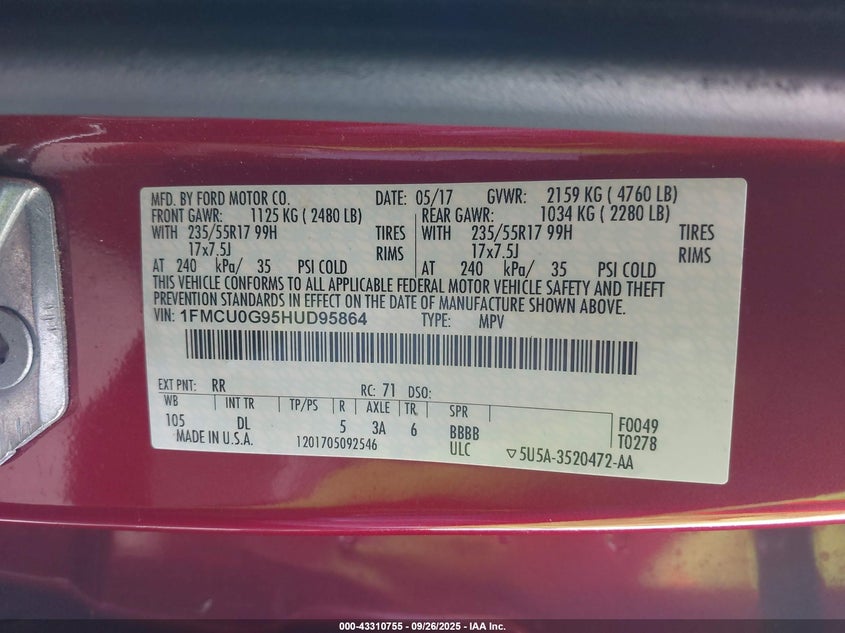 MFD. BY FORD MOTOR CO. DATE: 05/17 GVWR: 2159 KG ( 4760 LB)
FRONT GAWR: 1125 KG ( 2480 LB) REAR GAWR: 1034 KG ( 2280 LB)
WITH 235/55R17 99H TIRES WITH 235/55R17 99H TIRES
17x7.5J RIMS 17x7.5J RIMS
AT 240 kPa/ 35 PSI COLD AT 240 kPa/ 35 PSI COLD
THIS VEHICLE CONFORMS TO ALL APPLICABLE FEDERAL MOTOR VEHICLE SAFETY AND THEFT
PREVENTION STANDARDS IN EFFECT ON THE DATE OF MANUFACTURE SHOWN ABOVE.
VIN: 1FMCU0G95HUD95864 TYPE: MPV
EXT PNT: RR RC: 71 DSO:
WB INT TR TP/PS R AXLE TR. SPR
105 DL 5 3A 6 BBBB F0049
MADE IN U.S.A. 1201705092546 ULC ▽5U5A-3520472-AA T0278
000-43310755 - 09/26/2025 - IAA Inc.